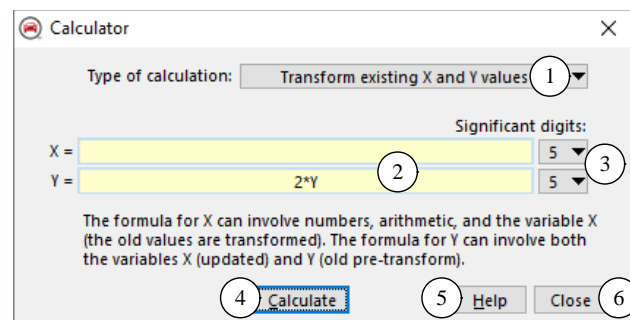 Calculator
Type of calculation: Transform existing X and Y values 1
Significant digits:
X = 5 3
Y = 2*Y 2 5
The formula for X can involve numbers, arithmetic, and the variable X
(the old values are transformed). The formula for Y can involve both
the variables X (updated) and Y (old pre-transform).
4 Calculate 5 Help Close 6